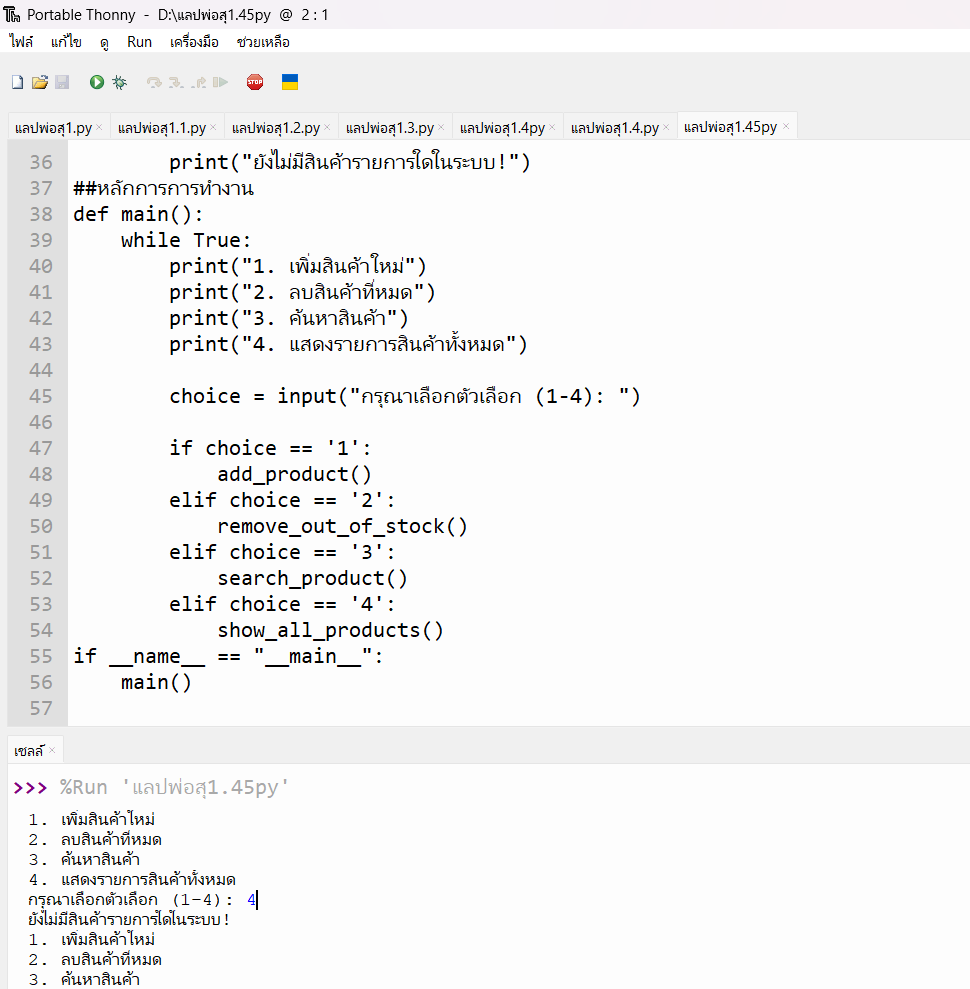 Portable Thonny - D:\แลปพ่อสุ1.45py @ 2 : 1
ไฟล์ แก้ไข ดู Run เครื่องมือ ช่วยเหลือ
STOP
แลปพ่อสุ1.py × แลปพ่อสุ1.1.py × แลปพ่อสุ1.2.py × แลปพ่อสุ1.3.py × แลปพ่อสุ1.4py × แลปพ่อสุ1.4.py × แลปพ่อสุ1.45py ×
36 print("ยังไม่มีสินค้ารายการใดในระบบ!")
37 ##หลักการการทำงาน
38 def main():
39 while True:
40 print("1. เพิ่มสินค้าใหม่")
41 print("2. ลบสินค้าที่หมด")
42 print("3. ค้นหาสินค้า")
43 print("4. แสดงรายการสินค้าทั้งหมด")
44
45 choice = input("กรุณาเลือกตัวเลือก (1-4): ")
46
47 if choice == '1':
48 add_product()
49 elif choice == '2':
50 remove_out_of_stock()
51 elif choice == '3':
52 search_product()
53 elif choice == '4':
54 show_all_products()
55 if __name__ == "__main__":
56 main()
57
เชลล์ ×
>>> %Run 'แลปพ่อสุ1.45py'
1. เพิ่มสินค้าใหม่
2. ลบสินค้าที่หมด
3. ค้นหาสินค้า
4. แสดงรายการสินค้าทั้งหมด
กรุณาเลือกตัวเลือก (1-4): 4
ยังไม่มีสินค้ารายการใดในระบบ!
1. เพิ่มสินค้าใหม่
2. ลบสินค้าที่หมด
3. ค้นหาสินค้า